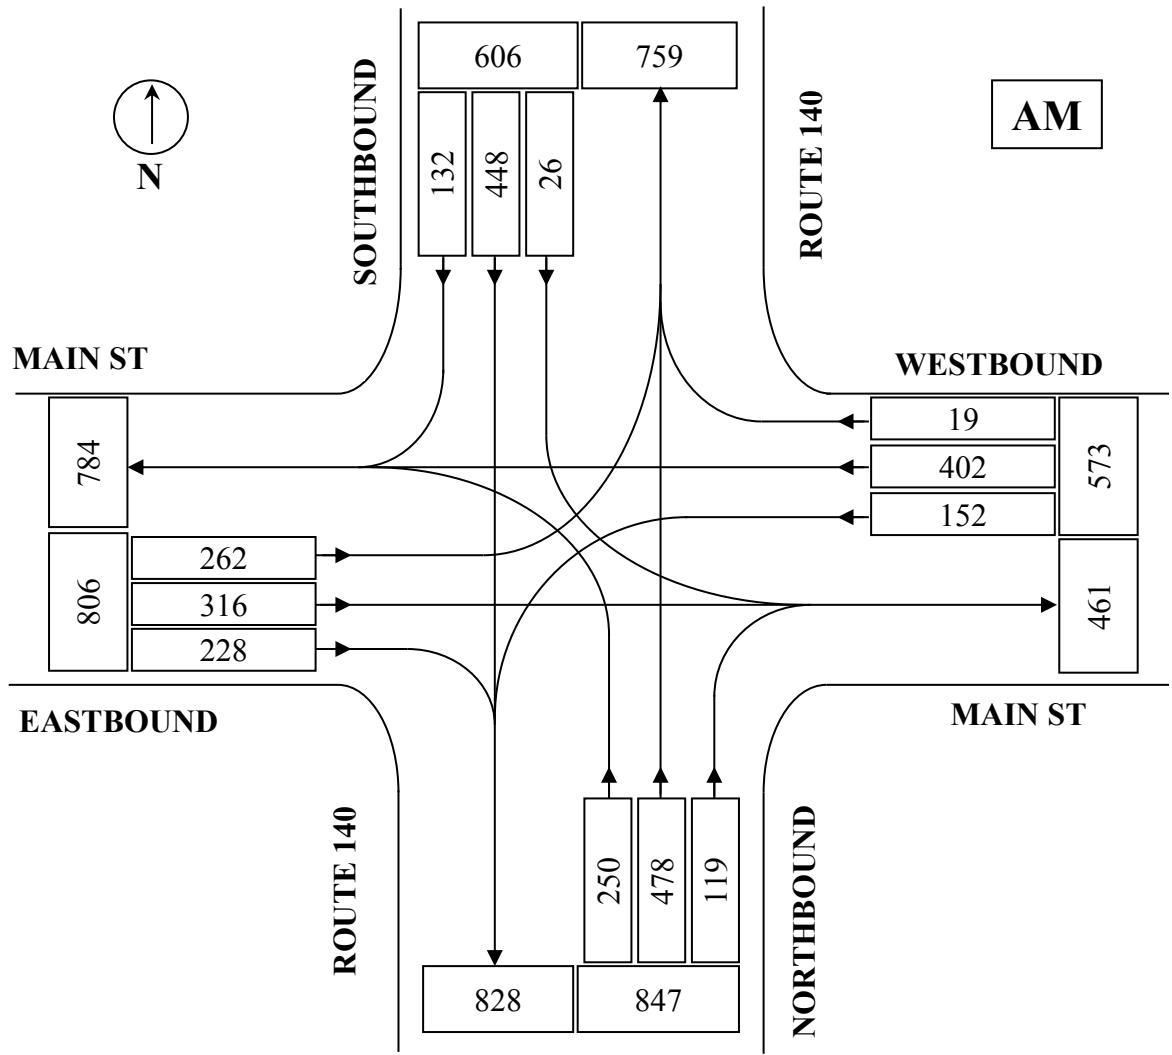 606
759
SOUTHBOUND
132
448
26
ROUTE 140
AM
N
MAIN ST
WESTBOUND
784
19
402
573
152
806
262
316
228
461
EASTBOUND
MAIN ST
ROUTE 140
250
478
119
NORTHBOUND
828
847